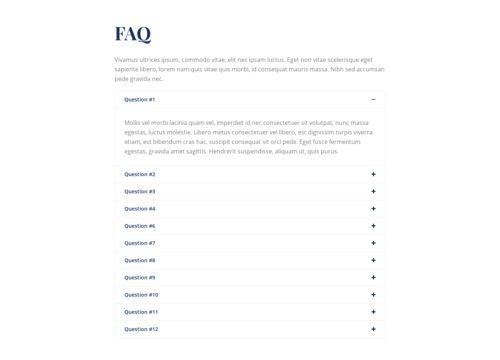 FAQ
Vivamus ultrices ipsum, commodo vitae, elit nec ipsam luctus. Eget non vitae scelerisque eget
sapiente libero, lorem nam quis vitae quis morbi, id consequat mauris massa. Nibh sed accumsan
pede gravida nec.
Question #1
Mollis vel morbi lacinia quam vel, imperdiet id nec consectetuer sit volutpat, nunc massa
egestas, luctus molestie. Libero metus consectetuer vel libero, est dignissim turpis viverra
etiam, est bibendum cras hac, suscipit consequat sit orci pede. Eget fusce fermentum
egestas, gravida amet sagittis. Hendrerit suspendisse, aliquam ut, quis purus.
Question #2
Question #3
Question #4
Question #6
Question #7
Question #8
Question #9
Question #10
Question #11
Question #12